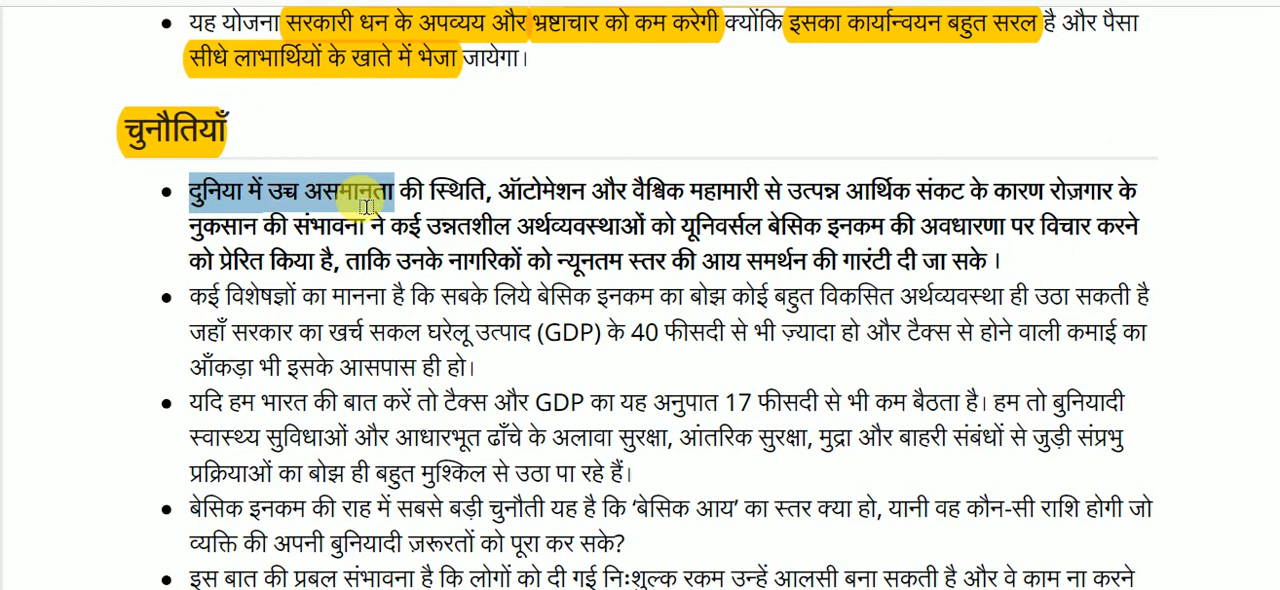 • यह योजना सरकारी धन के अपव्यय और भ्रष्टाचार को कम करेगी क्योंकि इसका कार्यान्वयन बहुत सरल है और पैसा
सीधे लाभार्थियों के खाते में भेजा जायेगा।
चुनौतियाँ
• दुनिया में उच्च असमानता की स्थिति, ऑटोमेशन और वैश्विक महामारी से उत्पन्न आर्थिक संकट के कारण रोज़गार के
नुकसान की संभावना ने कई उन्नतशील अर्थव्यवस्थाओं को यूनिवर्सल बेसिक इनकम की अवधारणा पर विचार करने
को प्रेरित किया है, ताकि उनके नागरिकों को न्यूनतम स्तर की आय समर्थन की गारंटी दी जा सके ।
• कई विशेषज्ञों का मानना है कि सबके लिये बेसिक इनकम का बोझ कोई बहुत विकसित अर्थव्यवस्था ही उठा सकती है
जहाँ सरकार का खर्च सकल घरेलू उत्पाद (GDP) के 40 फीसदी से भी ज़्यादा हो और टैक्स से होने वाली कमाई का
आँकड़ा भी इसके आसपास ही हो।
• यदि हम भारत की बात करें तो टैक्स और GDP का यह अनुपात 17 फीसदी से भी कम बैठता है। हम तो बुनियादी
स्वास्थ्य सुविधाओं और आधारभूत ढाँचे के अलावा सुरक्षा, आंतरिक सुरक्षा, मुद्रा और बाहरी संबंधों से जुड़ी संप्रभु
प्रक्रियाओं का बोझ ही बहुत मुश्किल से उठा पा रहे हैं।
• बेसिक इनकम की राह में सबसे बड़ी चुनौती यह है कि ‘बेसिक आय’ का स्तर क्या हो, यानी वह कौन-सी राशि होगी जो
व्यक्ति की अपनी बुनियादी ज़रूरतों को पूरा कर सके?
• इस बात की प्रबल संभावना है कि लोगों को दी गई निःशुल्क रकम उन्हें आलसी बना सकती है और वे काम ना करने